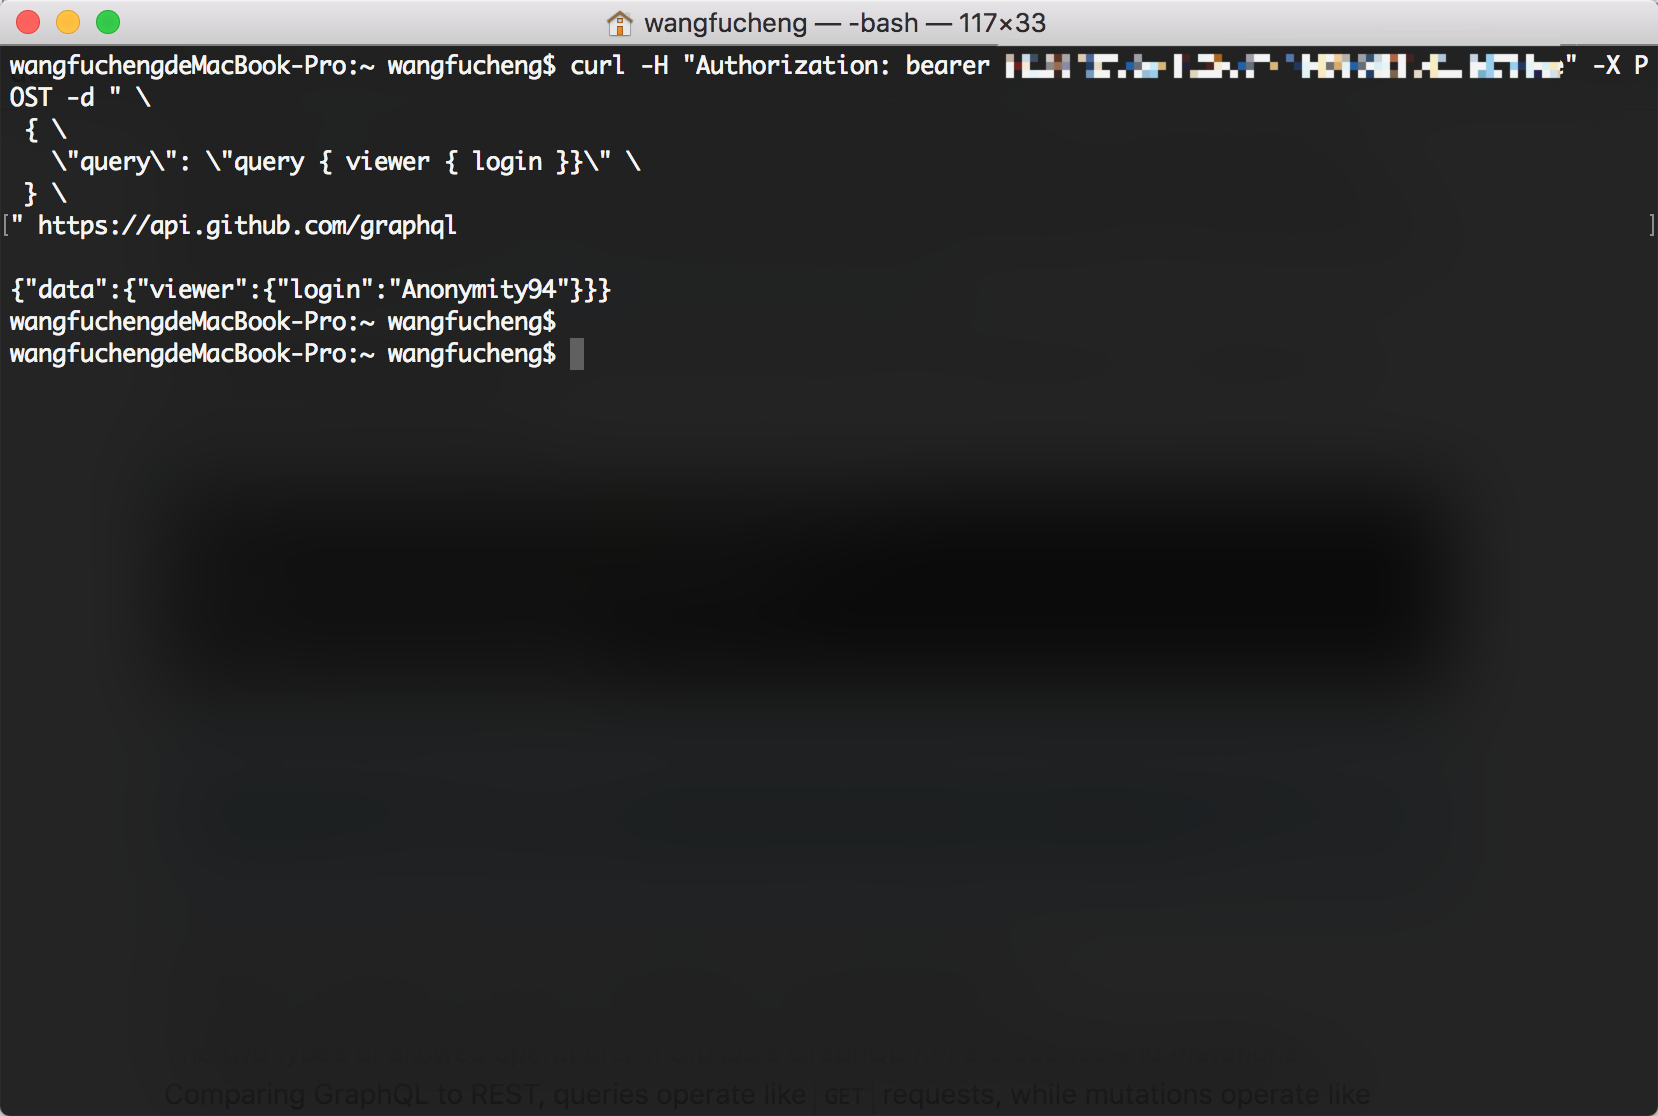 wangfucheng — -bash — 117×33
wangfuchengdeMacBook-Pro:~ wangfucheng$ curl -H "Authorization: bearer " -X P
OST -d " \
{ \
\"query\": \"query { viewer { login }}\" \
} \
[" https://api.github.com/graphql ]
{"data":{"viewer":{"login":"Anonymity94"}}}
wangfuchengdeMacBook-Pro:~ wangfucheng$
wangfuchengdeMacBook-Pro:~ wangfucheng$
Comparing GraphQL to REST, queries operate like GET requests, while mutations operate like